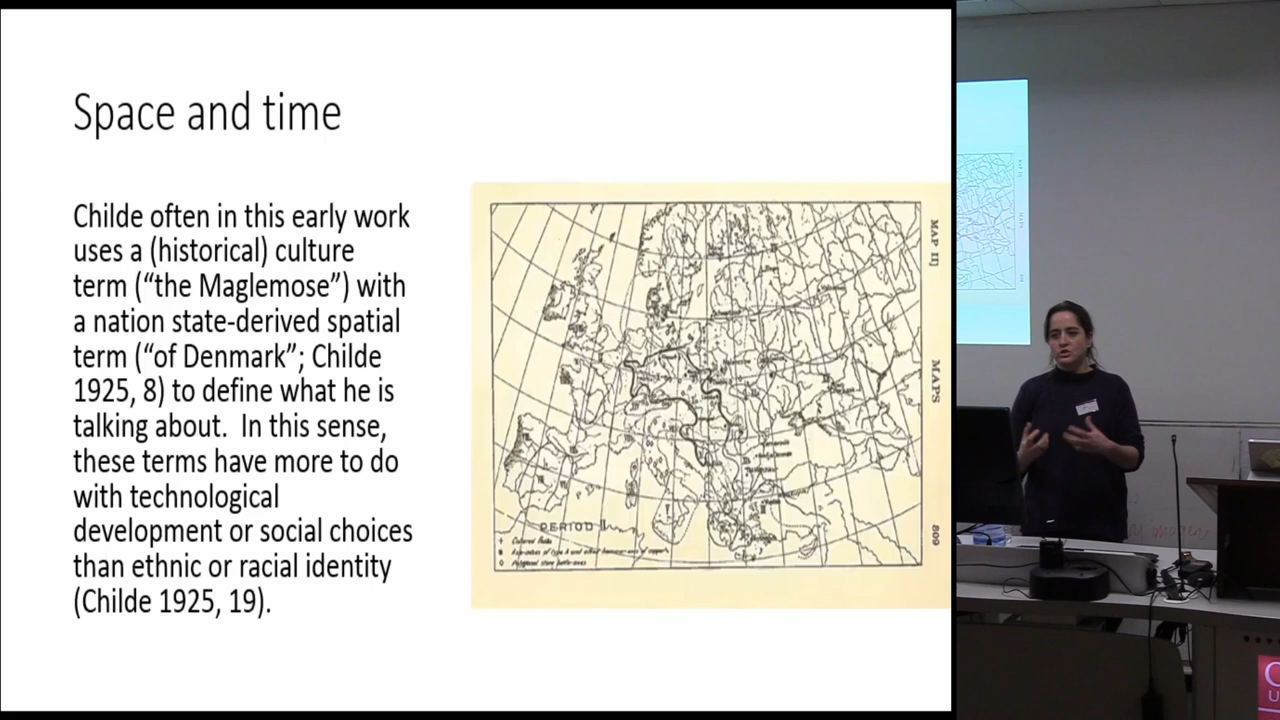 Space and time
Childe often in this early work
uses a (historical) culture
term (“the Maglemose”) with
a nation state-derived spatial
term (“of Denmark”; Childe
1925, 8) to define what he is
talking about.  In this sense,
these terms have more to do
with technological
development or social choices
than ethnic or racial identity
(Childe 1925, 19).
MAP II]
MAPS
309
PERIOD II